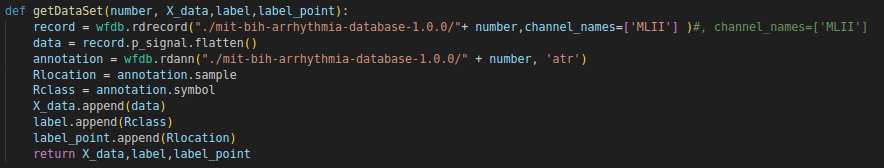 def getDataSet(number, X_data,label,label_point):
    record = wfdb.rdrecord("./mit-bih-arrhythmia-database-1.0.0/"+ number,channel_names=['MLII'] )#, channel_names=['MLII']
    data = record.p_signal.flatten()
    annotation = wfdb.rdann("./mit-bih-arrhythmia-database-1.0.0/" + number, 'atr')
    Rlocation = annotation.sample
    Rclass = annotation.symbol
    X_data.append(data)
    label.append(Rclass)
    label_point.append(Rlocation)
    return X_data,label,label_point